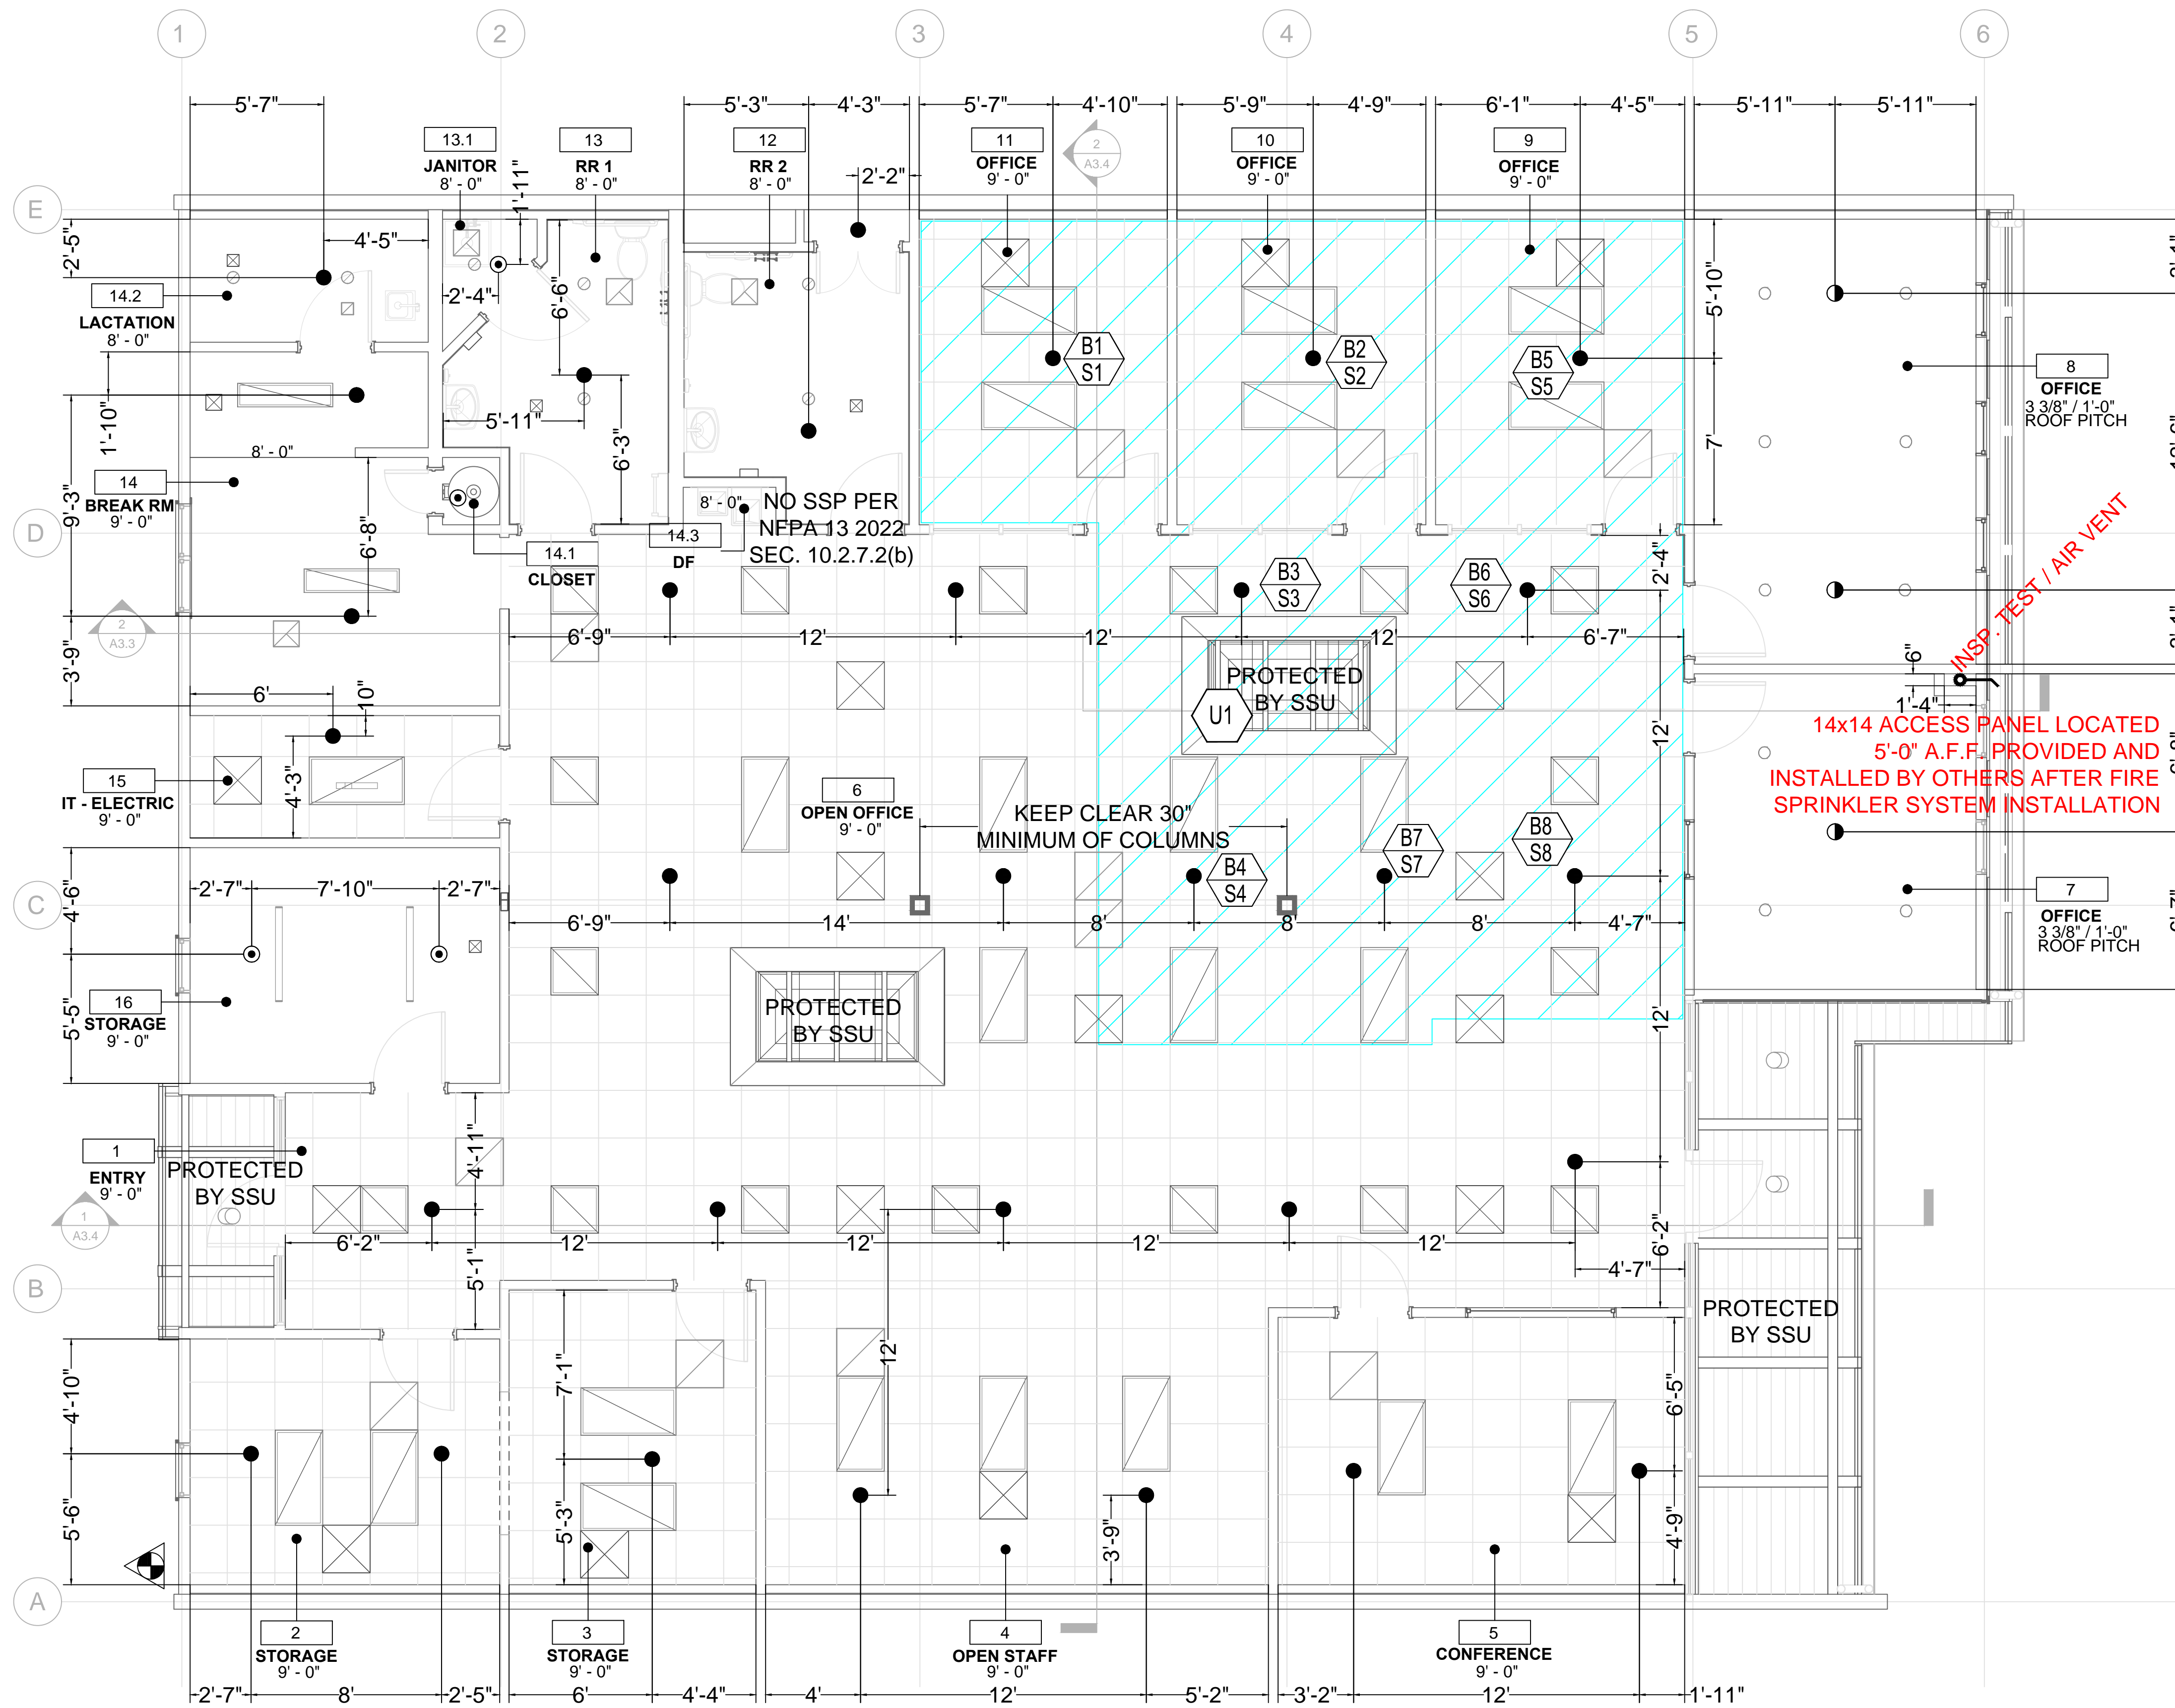 1
2
3
4
5
6
5'-7"
5'-3"
4'-3"
5'-7"
4'-10"
5'-9"
4'-9"
6'-1"
4'-5"
5'-11"
5'-11"
13.1
JANITOR
8' - 0"
1'-11"
13
RR 1
8' - 0"
12
RR 2
8' - 0"
2'-2"
11
OFFICE
9' - 0"
2
A3.4
10
OFFICE
9' - 0"
9
OFFICE
9' - 0"
E
2'-5"
4'-5"
2'-4"
6'-6"
14.2
LACTATION
8' - 0"
B1
S1
B2
S2
B5
S5
5'-10"
8
OFFICE
3 3/8" / 1'-0"
ROOF PITCH
1'-10"
5'-11"
6'-3"
7'
8' - 0"
14
BREAK RM
9' - 0"
9'-3"
6'-8"
8' - 0"
NO SSP PER
NFPA 13 2022
SEC. 10.2.7.2(b)
D
14.1
CLOSET
14.3
DF
B3
S3
B6
S6
2'-4"
INSP. TEST / AIR VENT
2
A3.3
3'-9"
6'-9"
12'
12'
12'
6'-7"
6'
10"
PROTECTED
BY SSU
U1
12'
6"
1'-4"
14x14 ACCESS PANEL LOCATED
5'-0" A.F.F. PROVIDED AND
INSTALLED BY OTHERS AFTER FIRE
SPRINKLER SYSTEM INSTALLATION
15
IT - ELECTRIC
9' - 0"
4'-3"
6
OPEN OFFICE
9' - 0"
KEEP CLEAR 30"
MINIMUM OF COLUMNS
B7
S7
B8
S8
B4
S4
C
4'-6"
2'-7"
7'-10"
2'-7"
6'-9"
14'
8'
8'
8'
4'-7"
7
OFFICE
3 3/8" / 1'-0"
ROOF PITCH
16
STORAGE
9' - 0"
5'-5"
PROTECTED
BY SSU
12'
1
ENTRY
9' - 0"
PROTECTED
BY SSU
4'-11"
1
A3.4
6'-2"
12'
12'
12'
12'
6'-2"
5'-1"
4'-7"
B
PROTECTED
BY SSU
4'-10"
7'-1"
12'
6'-5"
5'-6"
5'-3"
3'-9"
4'-9"
A
2
STORAGE
9' - 0"
3
STORAGE
9' - 0"
4
OPEN STAFF
9' - 0"
5
CONFERENCE
9' - 0"
2'-7"
8'
2'-5"
6'
4'-4"
4'
12'
5'-2"
3'-2"
12'
1'-11"